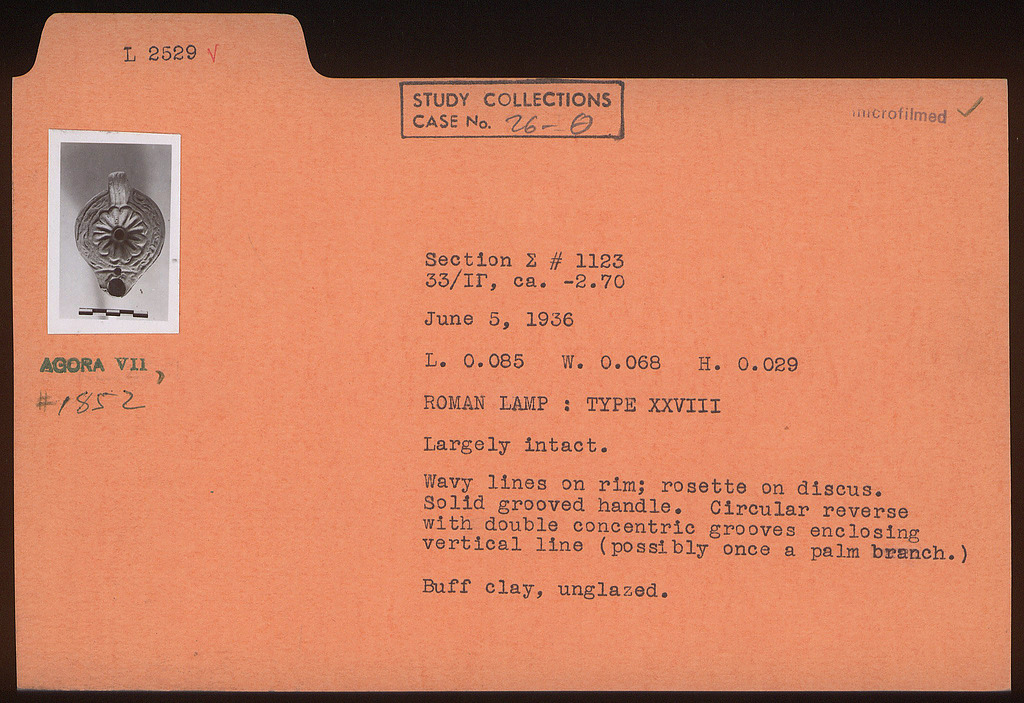 L 2529 √
STUDY COLLECTIONS
CASE No. 26-Θ
microfilmed ✓
AGORA VII,
#1852
Section Σ # 1123
33/ΙΓ, ca. -2.70
June 5, 1936
L. 0.085 W. 0.068 H. 0.029
ROMAN LAMP : TYPE XXVIII
Largely intact.
Wavy lines on rim; rosette on discus.
Solid grooved handle. Circular reverse
with double concentric grooves enclosing
vertical line (possibly once a palm branch.)
Buff clay, unglazed.